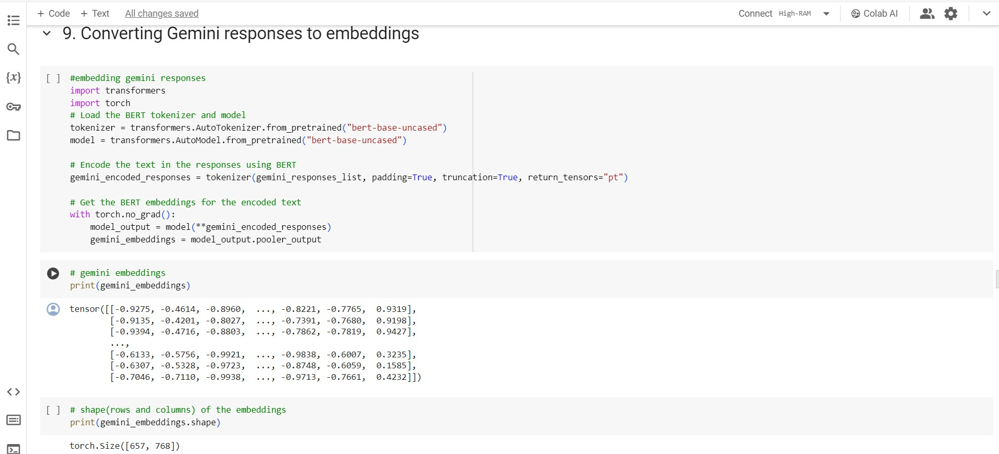 + Code + Text All changes saved Connect High-RAM Colab AI
9. Converting Gemini responses to embeddings
{x}
[ ] #embedding gemini responses
import transformers
import torch
# Load the BERT tokenizer and model
tokenizer = transformers.AutoTokenizer.from_pretrained("bert-base-uncased")
model = transformers.AutoModel.from_pretrained("bert-base-uncased")
# Encode the text in the responses using BERT
gemini_encoded_responses = tokenizer(gemini_responses_list, padding=True, truncation=True, return_tensors="pt")
# Get the BERT embeddings for the encoded text
with torch.no_grad():
    model_output = model(**gemini_encoded_responses)
    gemini_embeddings = model_output.pooler_output
# gemini embeddings
print(gemini_embeddings)
tensor([[-0.9275, -0.4614, -0.8960,  ..., -0.8221, -0.7765,  0.9319],
        [-0.9135, -0.4201, -0.8027,  ..., -0.7391, -0.7680,  0.9198],
        [-0.9394, -0.4716, -0.8803,  ..., -0.7862, -0.7819,  0.9427],
        ...,
        [-0.6133, -0.5756, -0.9921,  ..., -0.9838, -0.6007,  0.3235],
        [-0.6307, -0.5328, -0.9723,  ..., -0.8748, -0.6059,  0.1585],
        [-0.7046, -0.7110, -0.9938,  ..., -0.9713, -0.7661,  0.4232]])
[ ] # shape(rows and columns) of the embeddings
print(gemini_embeddings.shape)
torch.Size([657, 768])